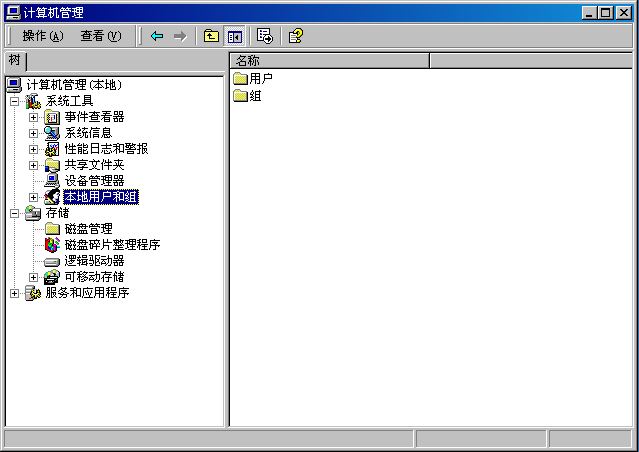 计算机管理
操作(A) 查看(V)
树
名称
计算机管理(本地)
系统工具
事件查看器
系统信息
性能日志和警报
共享文件夹
设备管理器
本地用户和组
存储
磁盘管理
磁盘碎片整理程序
逻辑驱动器
可移动存储
服务和应用程序
用户
组